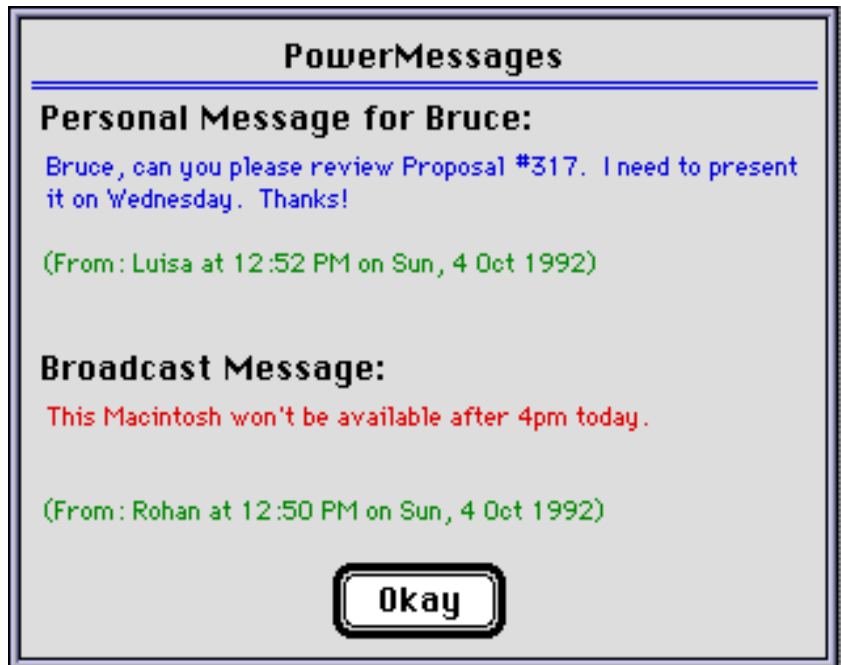 PowerMessages
Personal Message for Bruce:
Bruce, can you please review Proposal #317.  I need to present
it on Wednesday.  Thanks!
(From: Luisa at 12:52 PM on Sun, 4 Oct 1992)
Broadcast Message:
This Macintosh won't be available after 4pm today.
(From: Rohan at 12:50 PM on Sun, 4 Oct 1992)
Okay